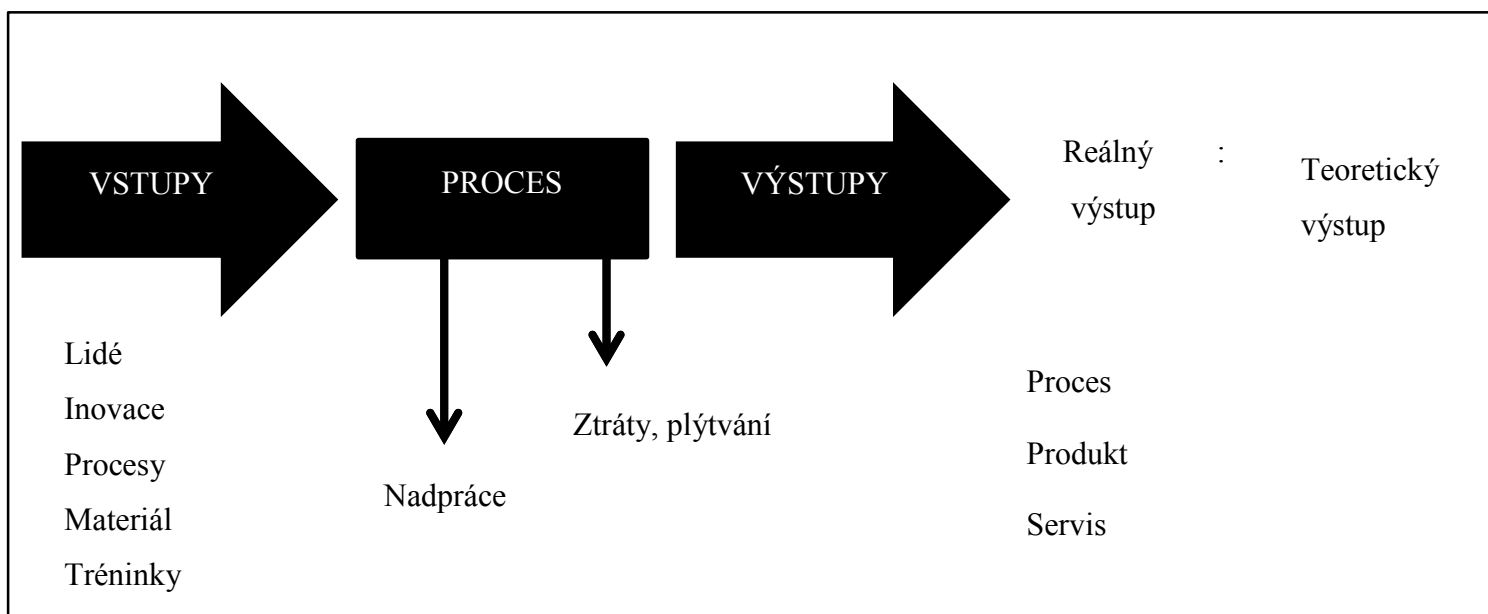 VSTUPY
PROCES
VÝSTUPY
Reálný :
výstup
Teoretický
výstup
Lidé
Inovace
Procesy
Materiál
Tréninky
Nadpráce
Ztráty, plýtvání
Proces
Produkt
Servis